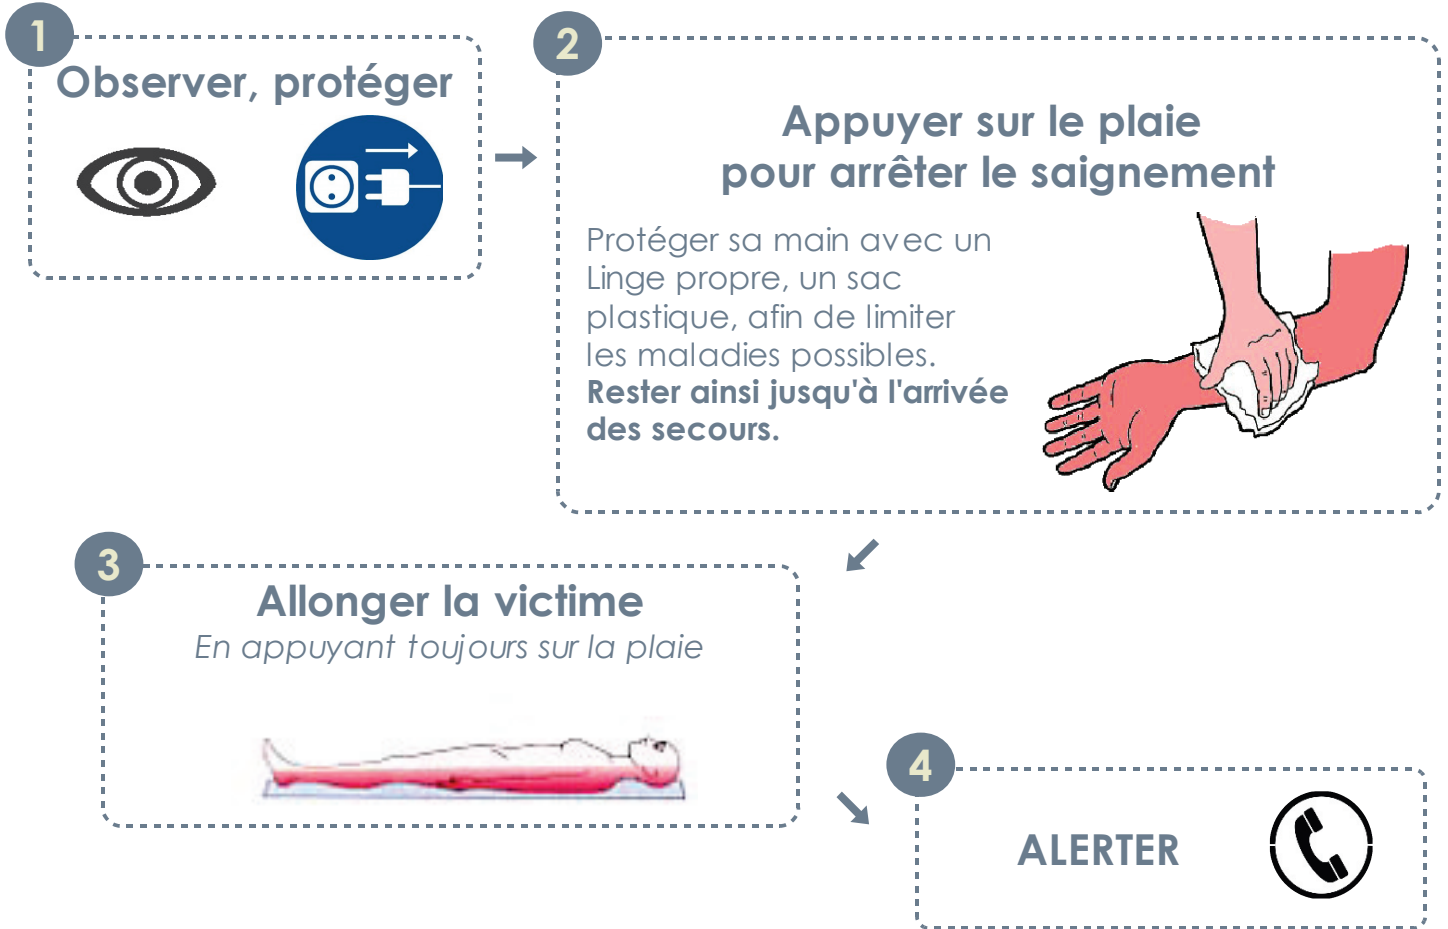 1
Observer, protéger
2
Appuyer sur le plaie
pour arrêter le saignement
Protéger sa main avec un
Linge propre, un sac
plastique, afin de limiter
les maladies possibles.
Rester ainsi jusqu'à l'arrivée
des secours.
3
Allonger la victime
En appuyant toujours sur la plaie
4
ALERTER